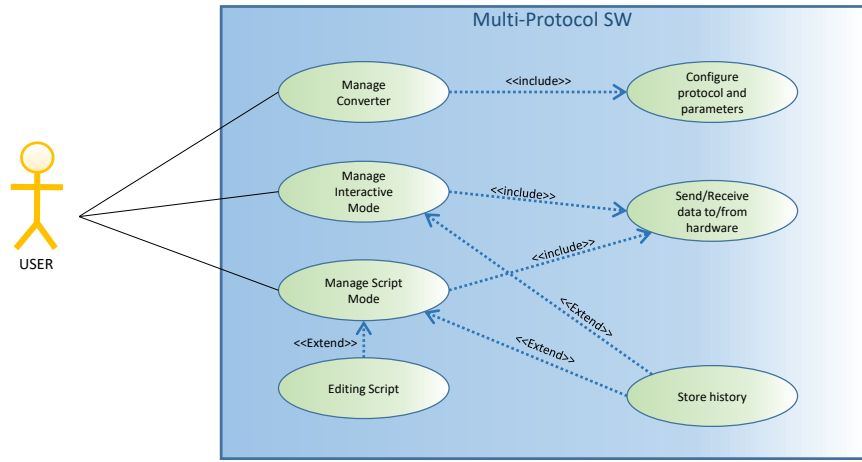 Multi-Protocol SW
Manage
Converter
<<include>>
Configure
protocol and
parameters
Manage
Interactive
Mode
<<include>>
Send/Receive
data to/from
hardware
USER
<<include>>
Manage Script
Mode
<<Extend>>
<<Extend>>
<<Extend>>
Editing Script
Store history